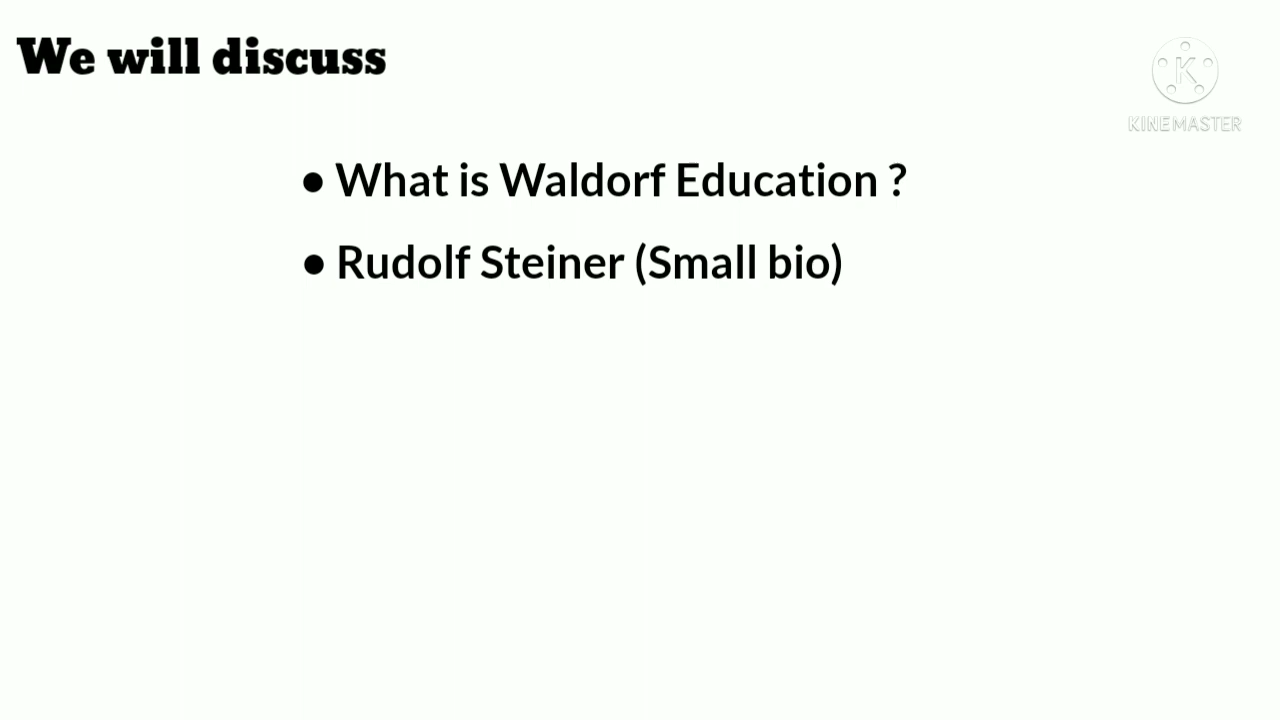 We will discuss
K
KINEMASTER
• What is Waldorf Education ?
• Rudolf Steiner (Small bio)